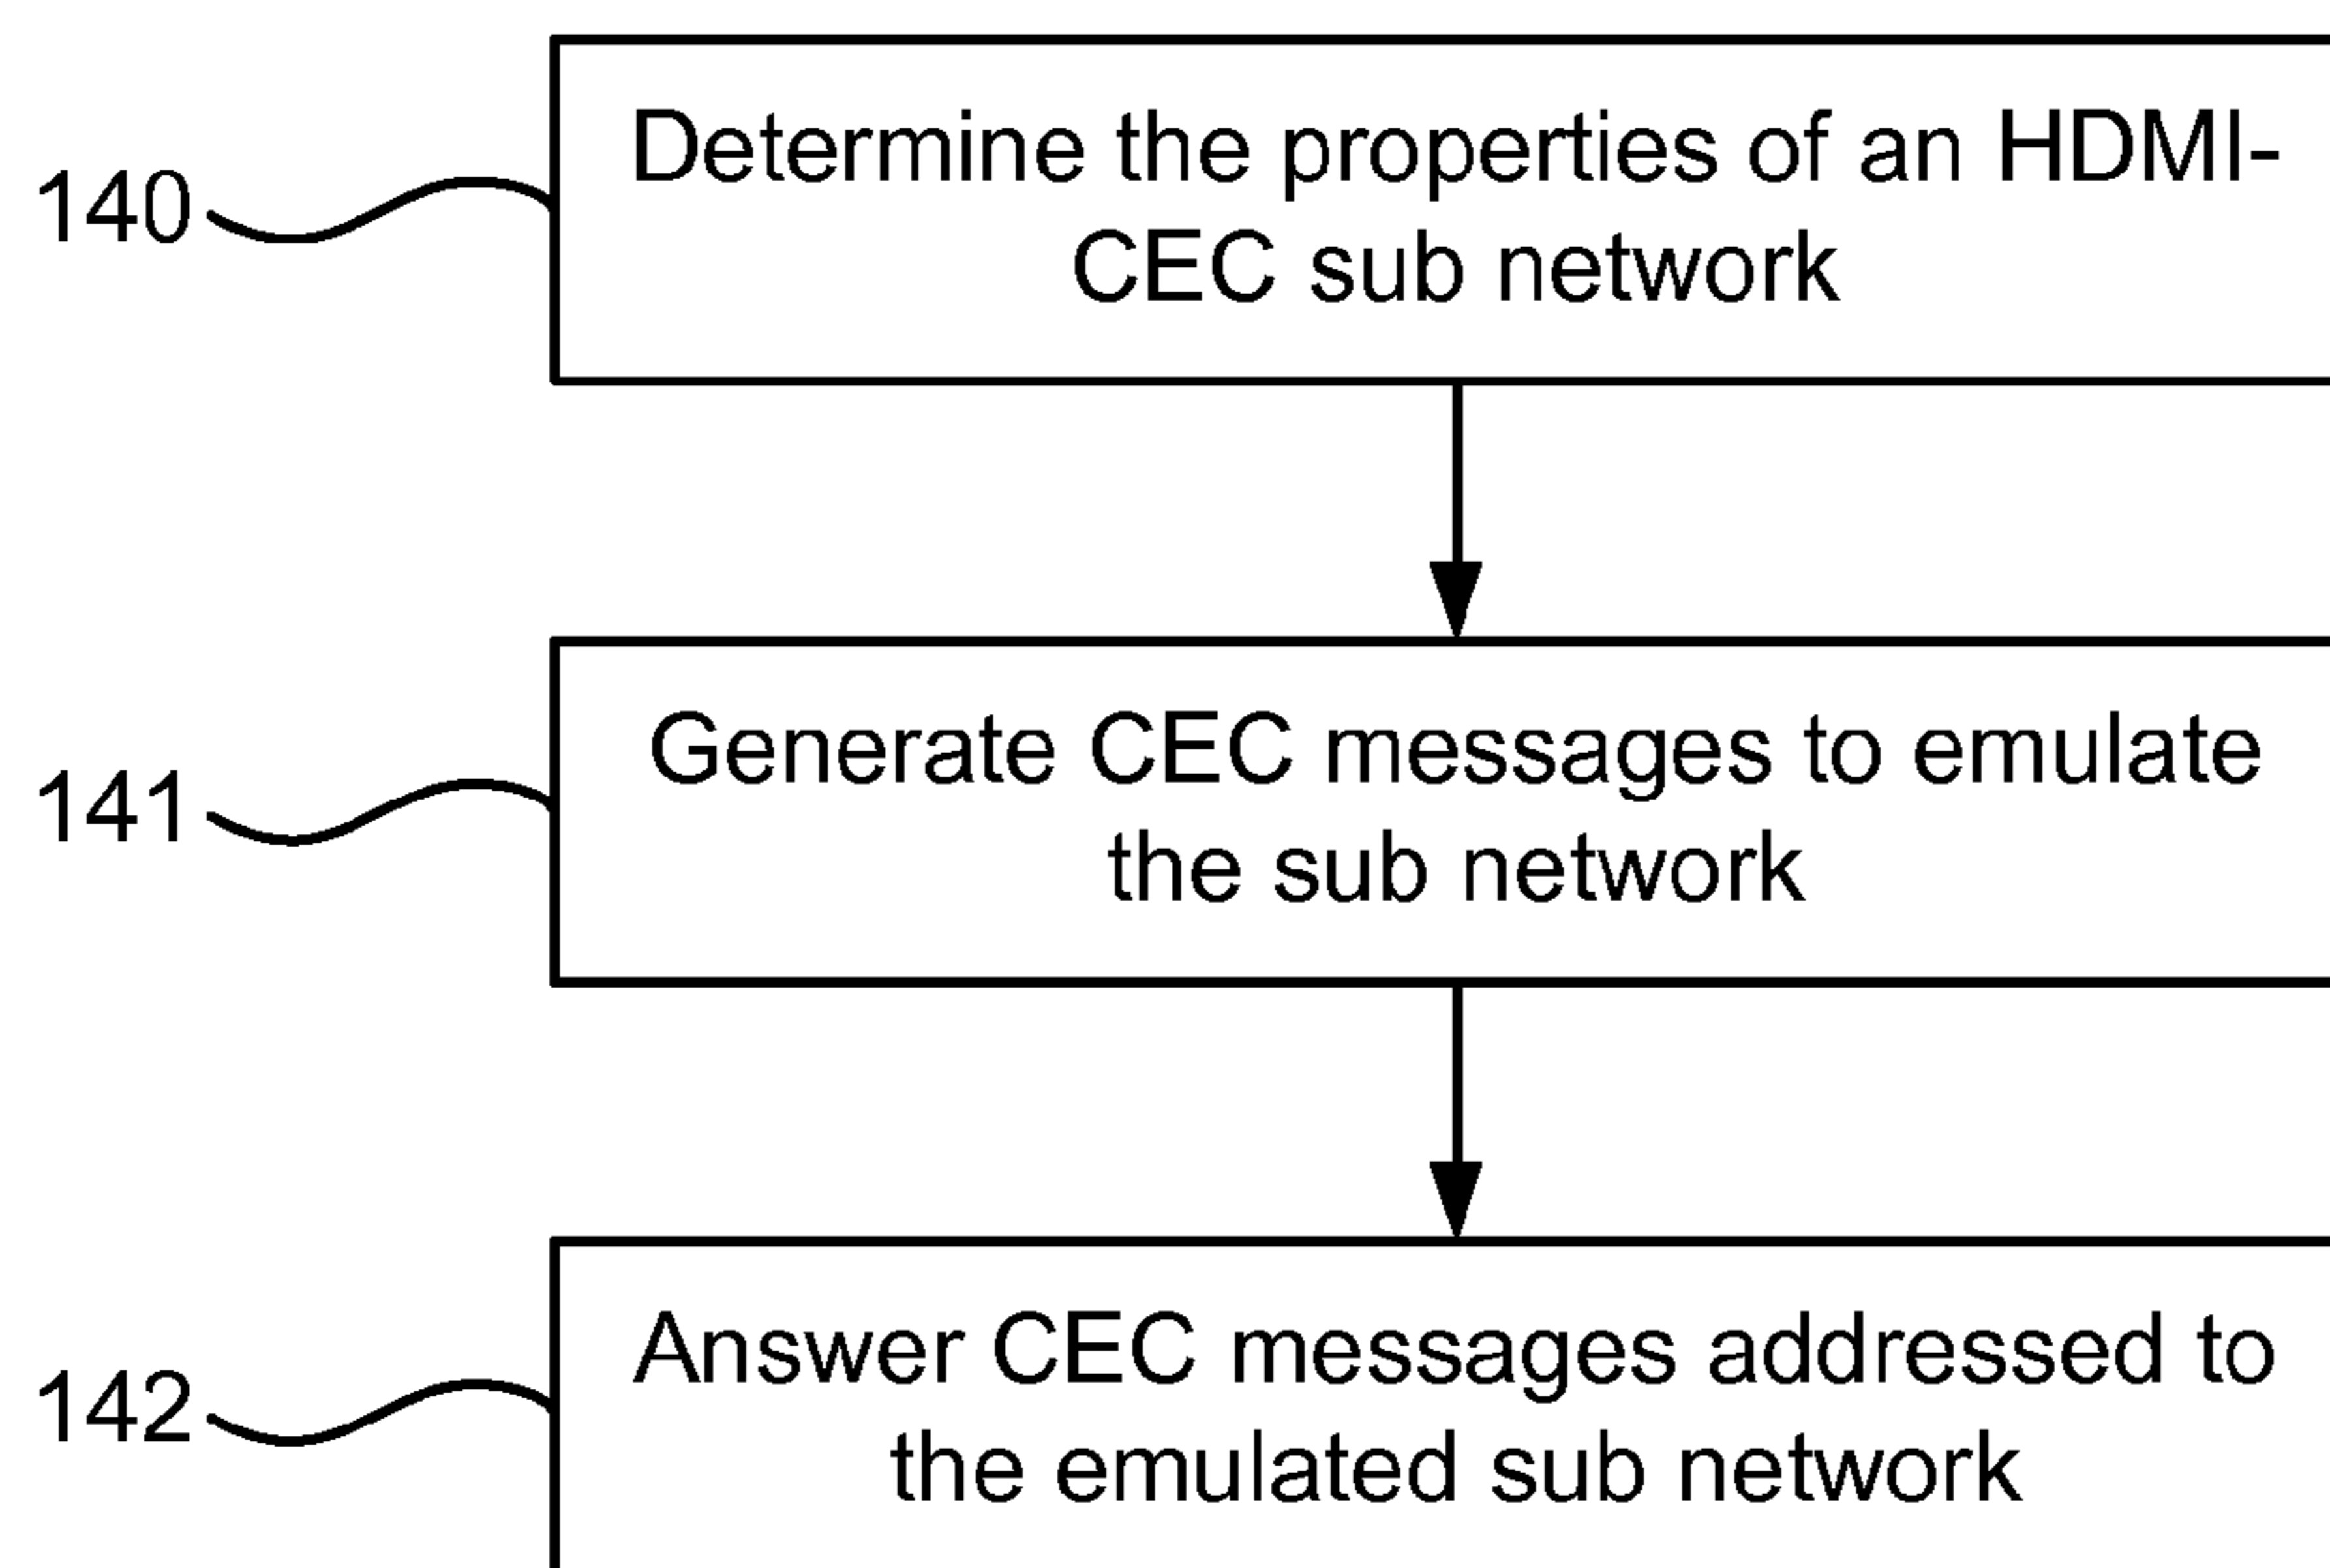 Determine the properties of an HDMI-
CEC sub network
140
Generate CEC messages to emulate
the sub network
141
Answer CEC messages addressed to
the emulated sub network
142